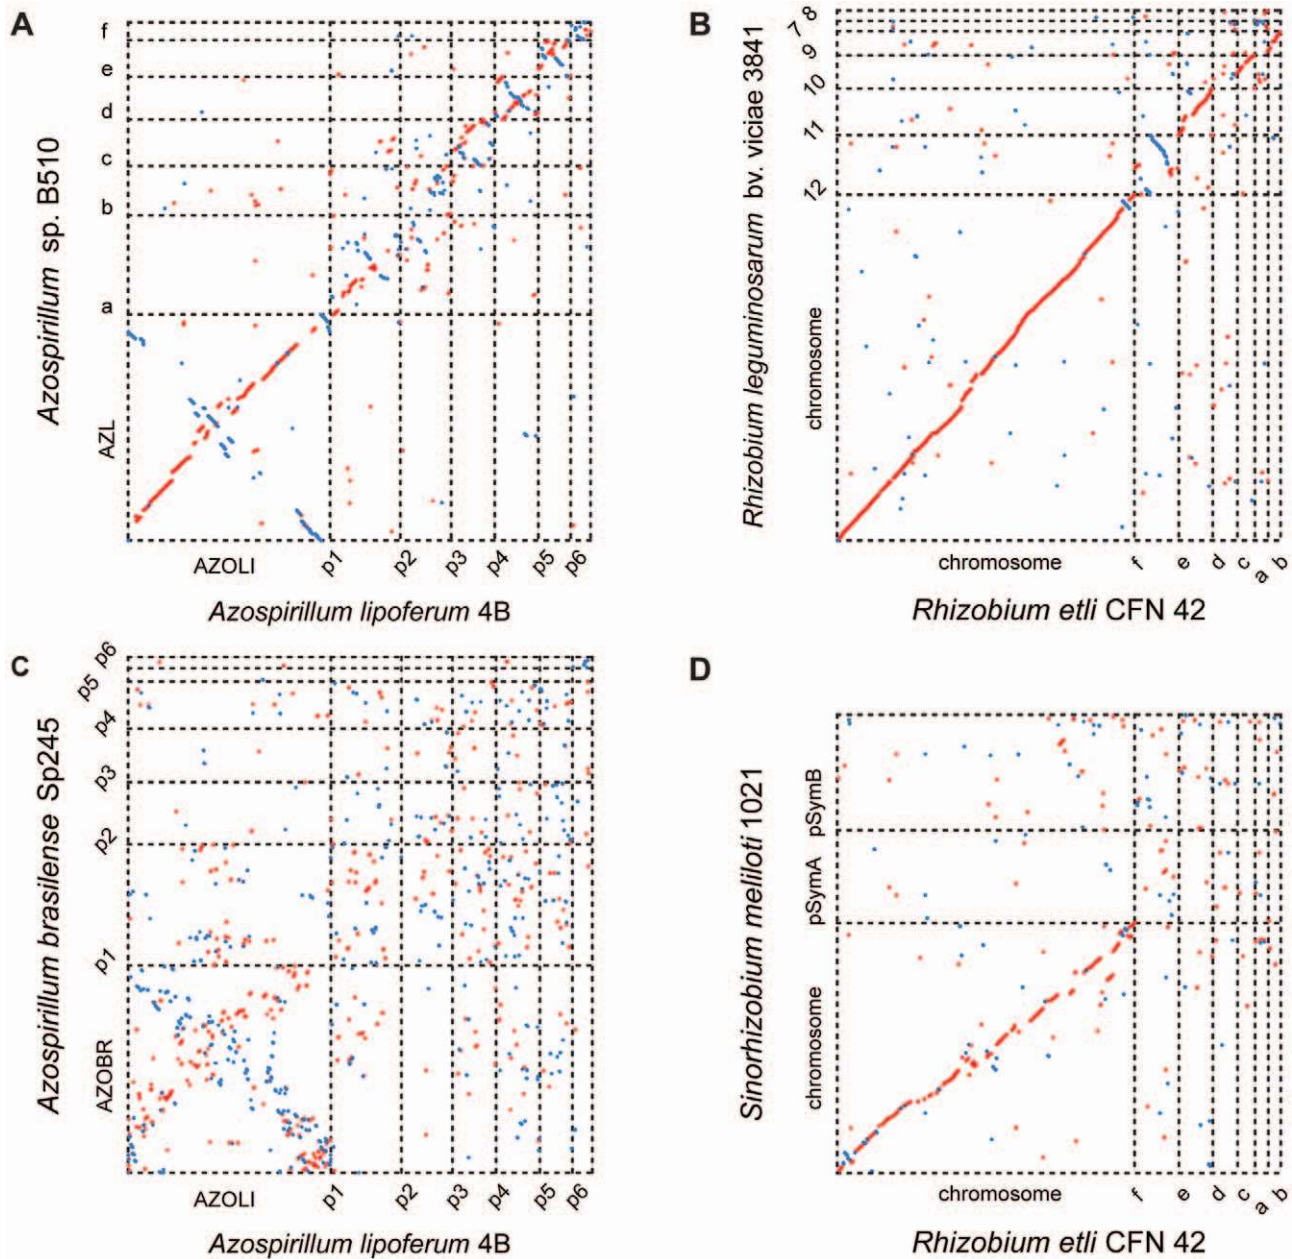 A
f
e
d
c
b
a
AZL
Azospirillum sp. B510
AZOLI p1 p2 p3 p4 p5 p6
Azospirillum lipoferum 4B
B
8
7
9
10
11
12
chromosome
Rhizobium leguminosarum bv. viciae 3841
chromosome f e d c a b
Rhizobium etli CFN 42
C
p6
p5
p4
p3
p2
p1
AZOBR
Azospirillum brasilense Sp245
AZOLI p1 p2 p3 p4 p5 p6
Azospirillum lipoferum 4B
D
pSymB
pSymA
chromosome
Sinorhizobium meliloti 1021
chromosome f e d c a b
Rhizobium etli CFN 42